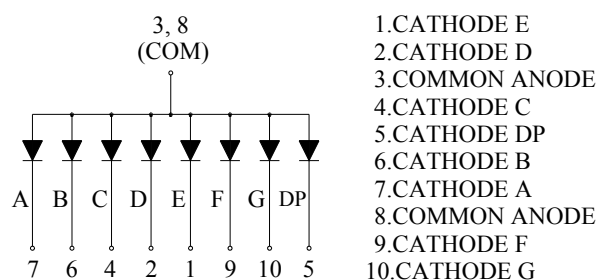 3, 8
(COM)
A B C D E F G DP
7 6 4 2 1 9 10 5
1.CATHODE E
2.CATHODE D
3.COMMON ANODE
4.CATHODE C
5.CATHODE DP
6.CATHODE B
7.CATHODE A
8.COMMON ANODE
9.CATHODE F
10.CATHODE G